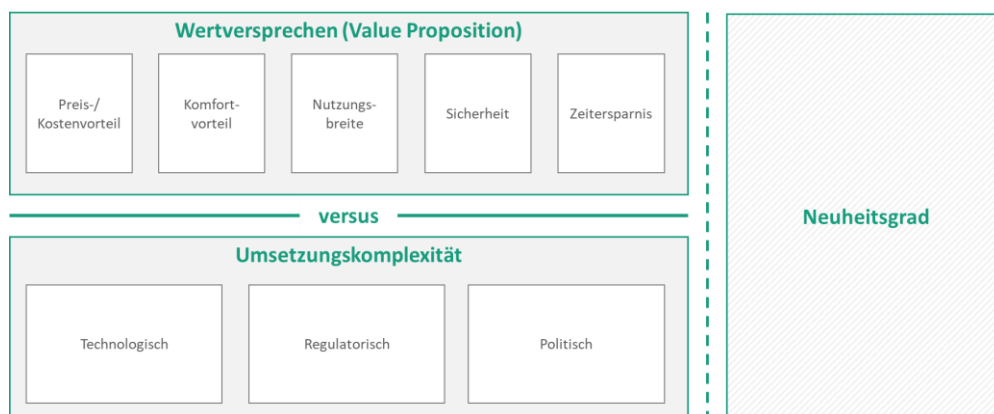 Wertversprechen (Value Proposition)
Preis-/
Kostenvorteil
Komfort-
vorteil
Nutzungs-
breite
Sicherheit
Zeitersparnis
versus
Umsetzungskomplexität
Technologisch
Regulatorisch
Politisch
Neuheitsgrad